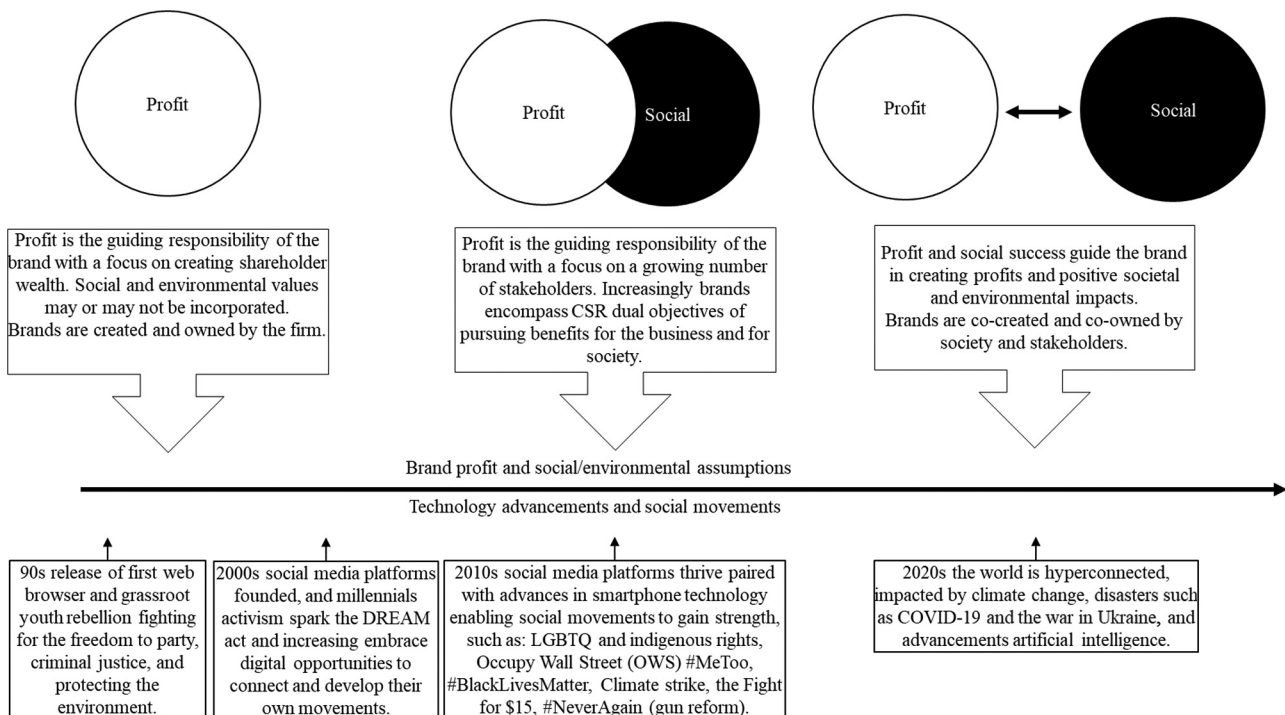 Profit
Profit
Social
Profit
Social
Profit is the guiding responsibility of the
brand with a focus on creating shareholder
wealth. Social and environmental values
may or may not be incorporated.
Brands are created and owned by the firm.
Profit is the guiding responsibility of the
brand with a focus on a growing number
of stakeholders. Increasingly brands
encompass CSR dual objectives of
pursuing benefits for the business and for
society.
Profit and social success guide the brand
in creating profits and positive societal
and environmental impacts.
Brands are co-created and co-owned by
society and stakeholders.
Brand profit and social/environmental assumptions
Technology advancements and social movements
90s release of first web
browser and grassroot
youth rebellion fighting
for the freedom to party,
criminal justice, and
protecting the
environment.
2000s social media platforms
founded, and millennials
activism spark the DREAM
act and increasing embrace
digital opportunities to
connect and develop their
own movements.
2010s social media platforms thrive paired
with advances in smartphone technology
enabling social movements to gain strength,
such as: LGBTQ and indigenous rights,
Occupy Wall Street (OWS) #MeToo,
#BlackLivesMatter, Climate strike, the Fight
for $15, #NeverAgain (gun reform).
2020s the world is hyperconnected,
impacted by climate change, disasters such
as COVID-19 and the war in Ukraine, and
advancements artificial intelligence.